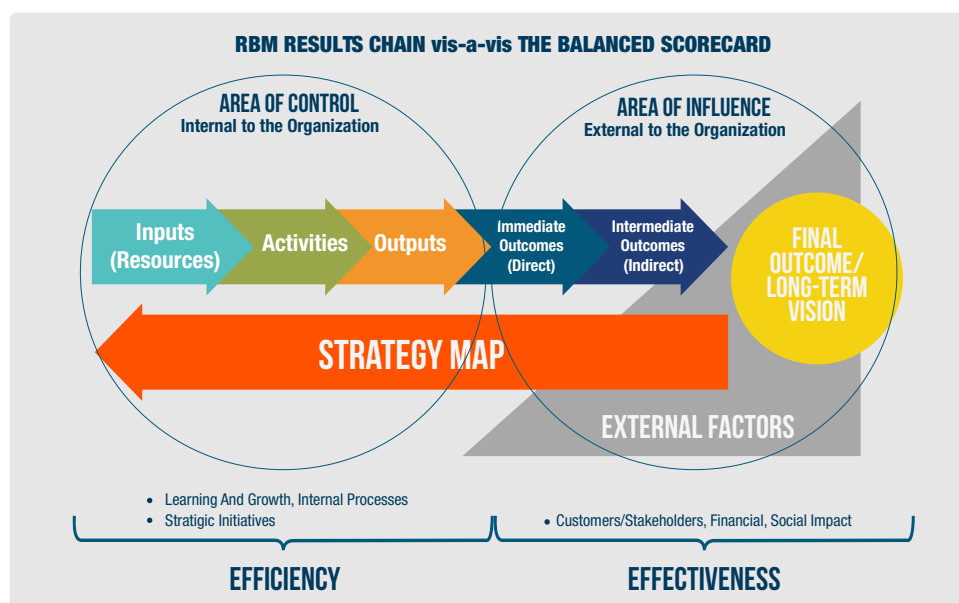 RBM RESULTS CHAIN vis-a-vis THE BALANCED SCORECARD
AREA OF CONTROL
Internal to the Organization
AREA OF INFLUENCE
External to the Organization
Inputs
(Resources)
Activities
Outputs
Immediate
Outcomes
(Direct)
Intermediate
Outcomes
(Indirect)
FINAL
OUTCOME/
LONG-TERM
VISION
STRATEGY MAP
EXTERNAL FACTORS
• Learning And Growth, Internal Processes
• Stratigic Initiatives
• Customers/Stakeholders, Financial, Social Impact
EFFICIENCY
EFFECTIVENESS